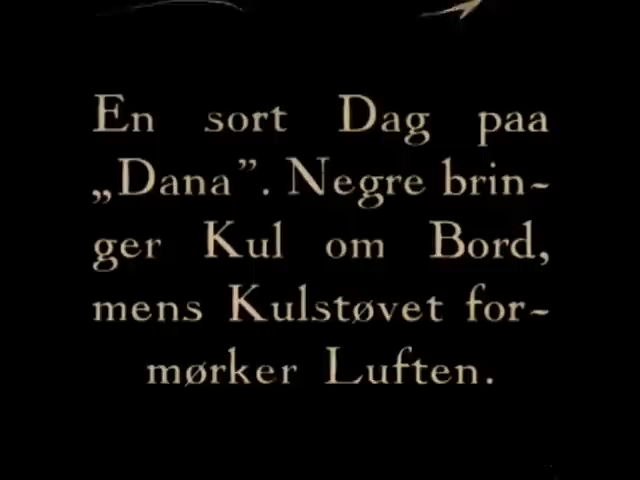 En sort Dag paa
„Dana”. Negre brin-
ger Kul om Bord,
mens Kulstøvet for-
mørker Luften.